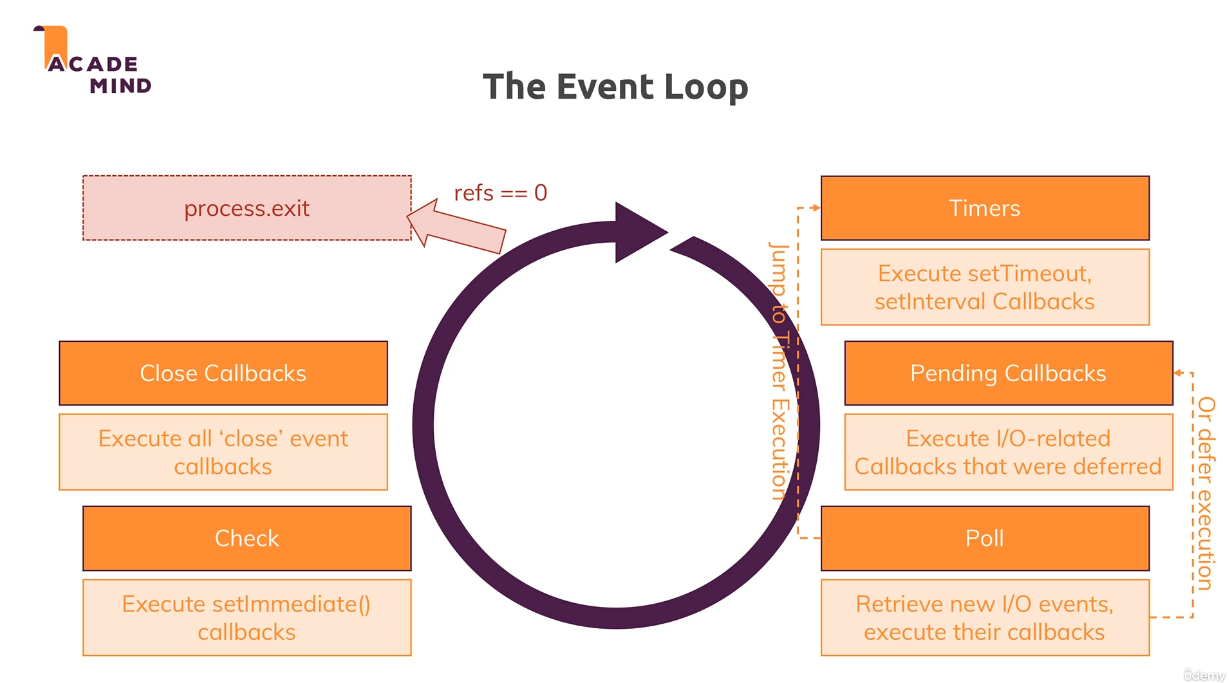 ACADE
MIND
The Event Loop
process.exit
refs == 0
Timers
Execute setTimeout,
setInterval Callbacks
Jump to Timer Execution
Close Callbacks
Execute all ‘close’ event
callbacks
Pending Callbacks
Execute I/O-related
Callbacks that were deferred
Or defer execution
Check
Execute setImmediate()
callbacks
Poll
Retrieve new I/O events,
execute their callbacks
ûdemy